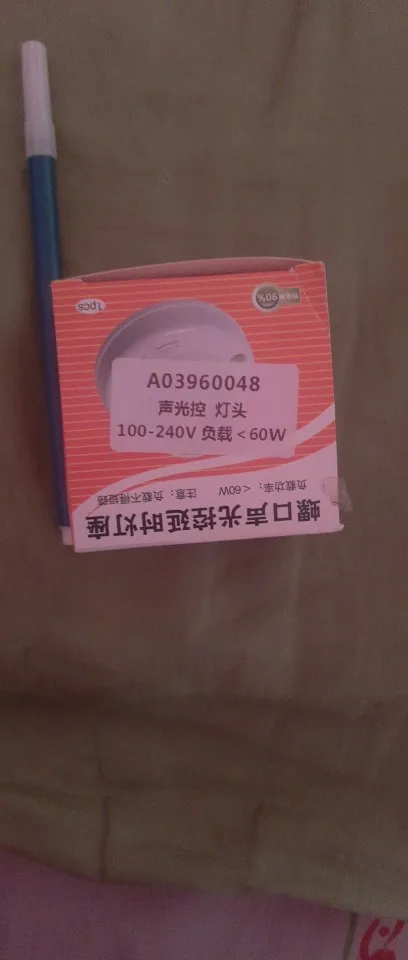 1pcs
90%
A03960048
声光控 灯头
100-240V 负载<60W
负载功率：<60W 注意：负载不得短路
螺口声光控延时灯座